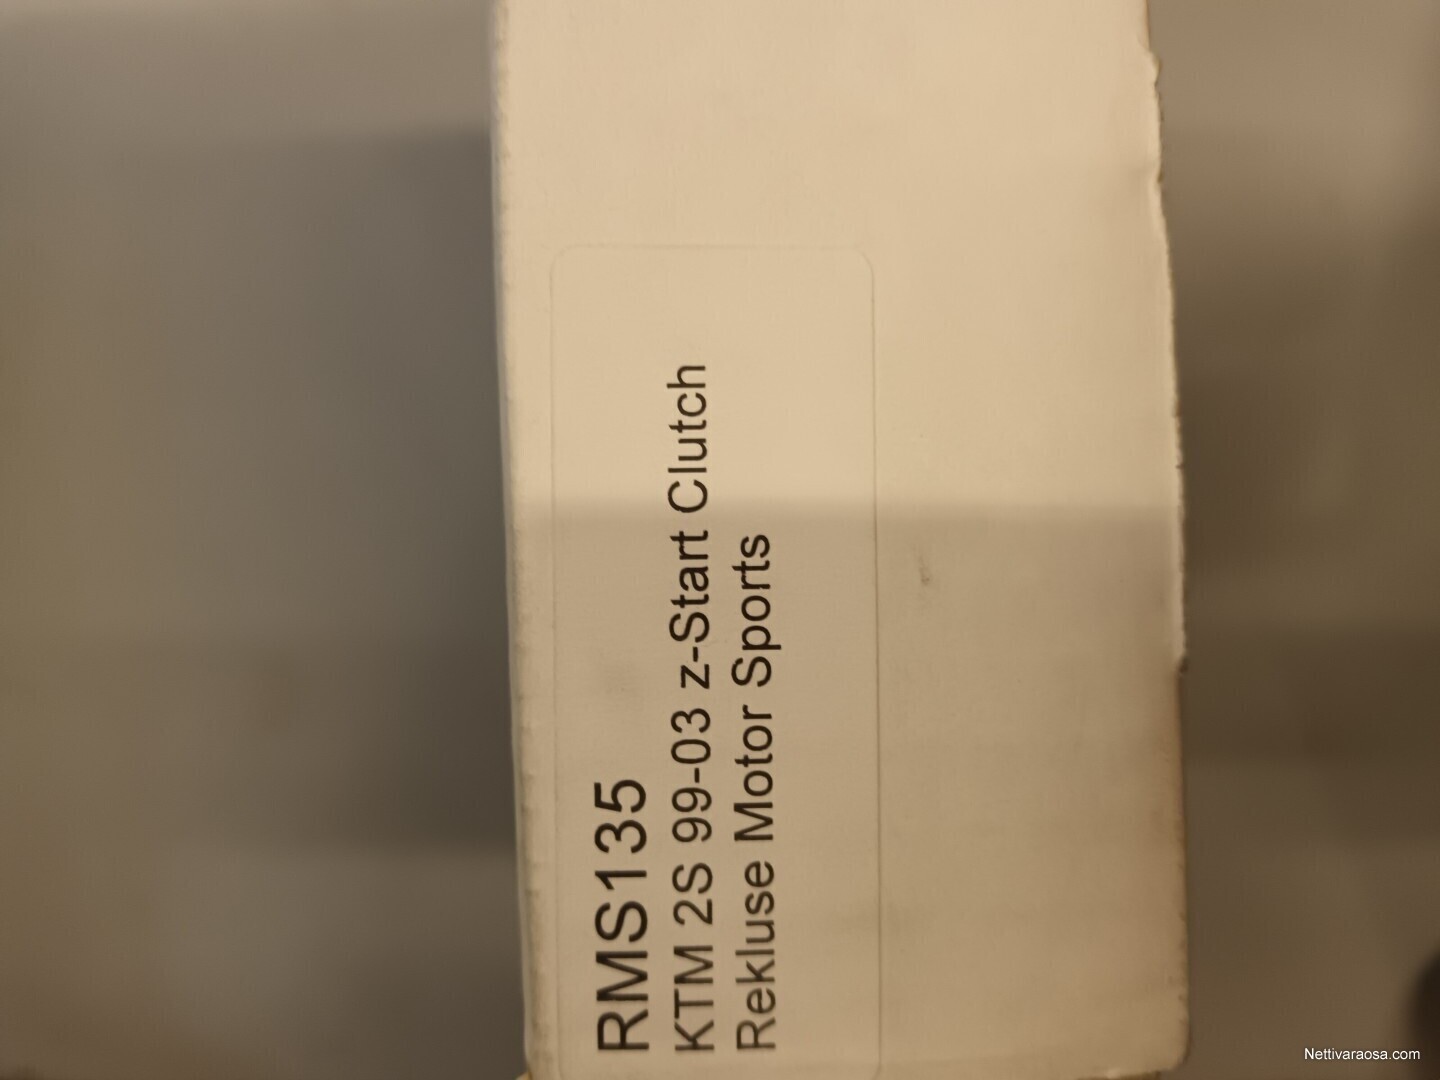 RMS135
KTM 2S 99-03 z-Start Clutch
Rekluse Motor Sports
Nettivaraosa.com